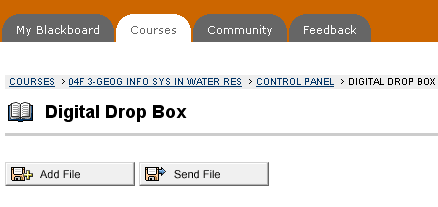 My Blackboard Courses Community Feedback
COURSES > 04F 3-GEOG INFO SYS IN WATER RES > CONTROL PANEL > DIGITAL DROP BOX
Digital Drop Box
Add File Send File